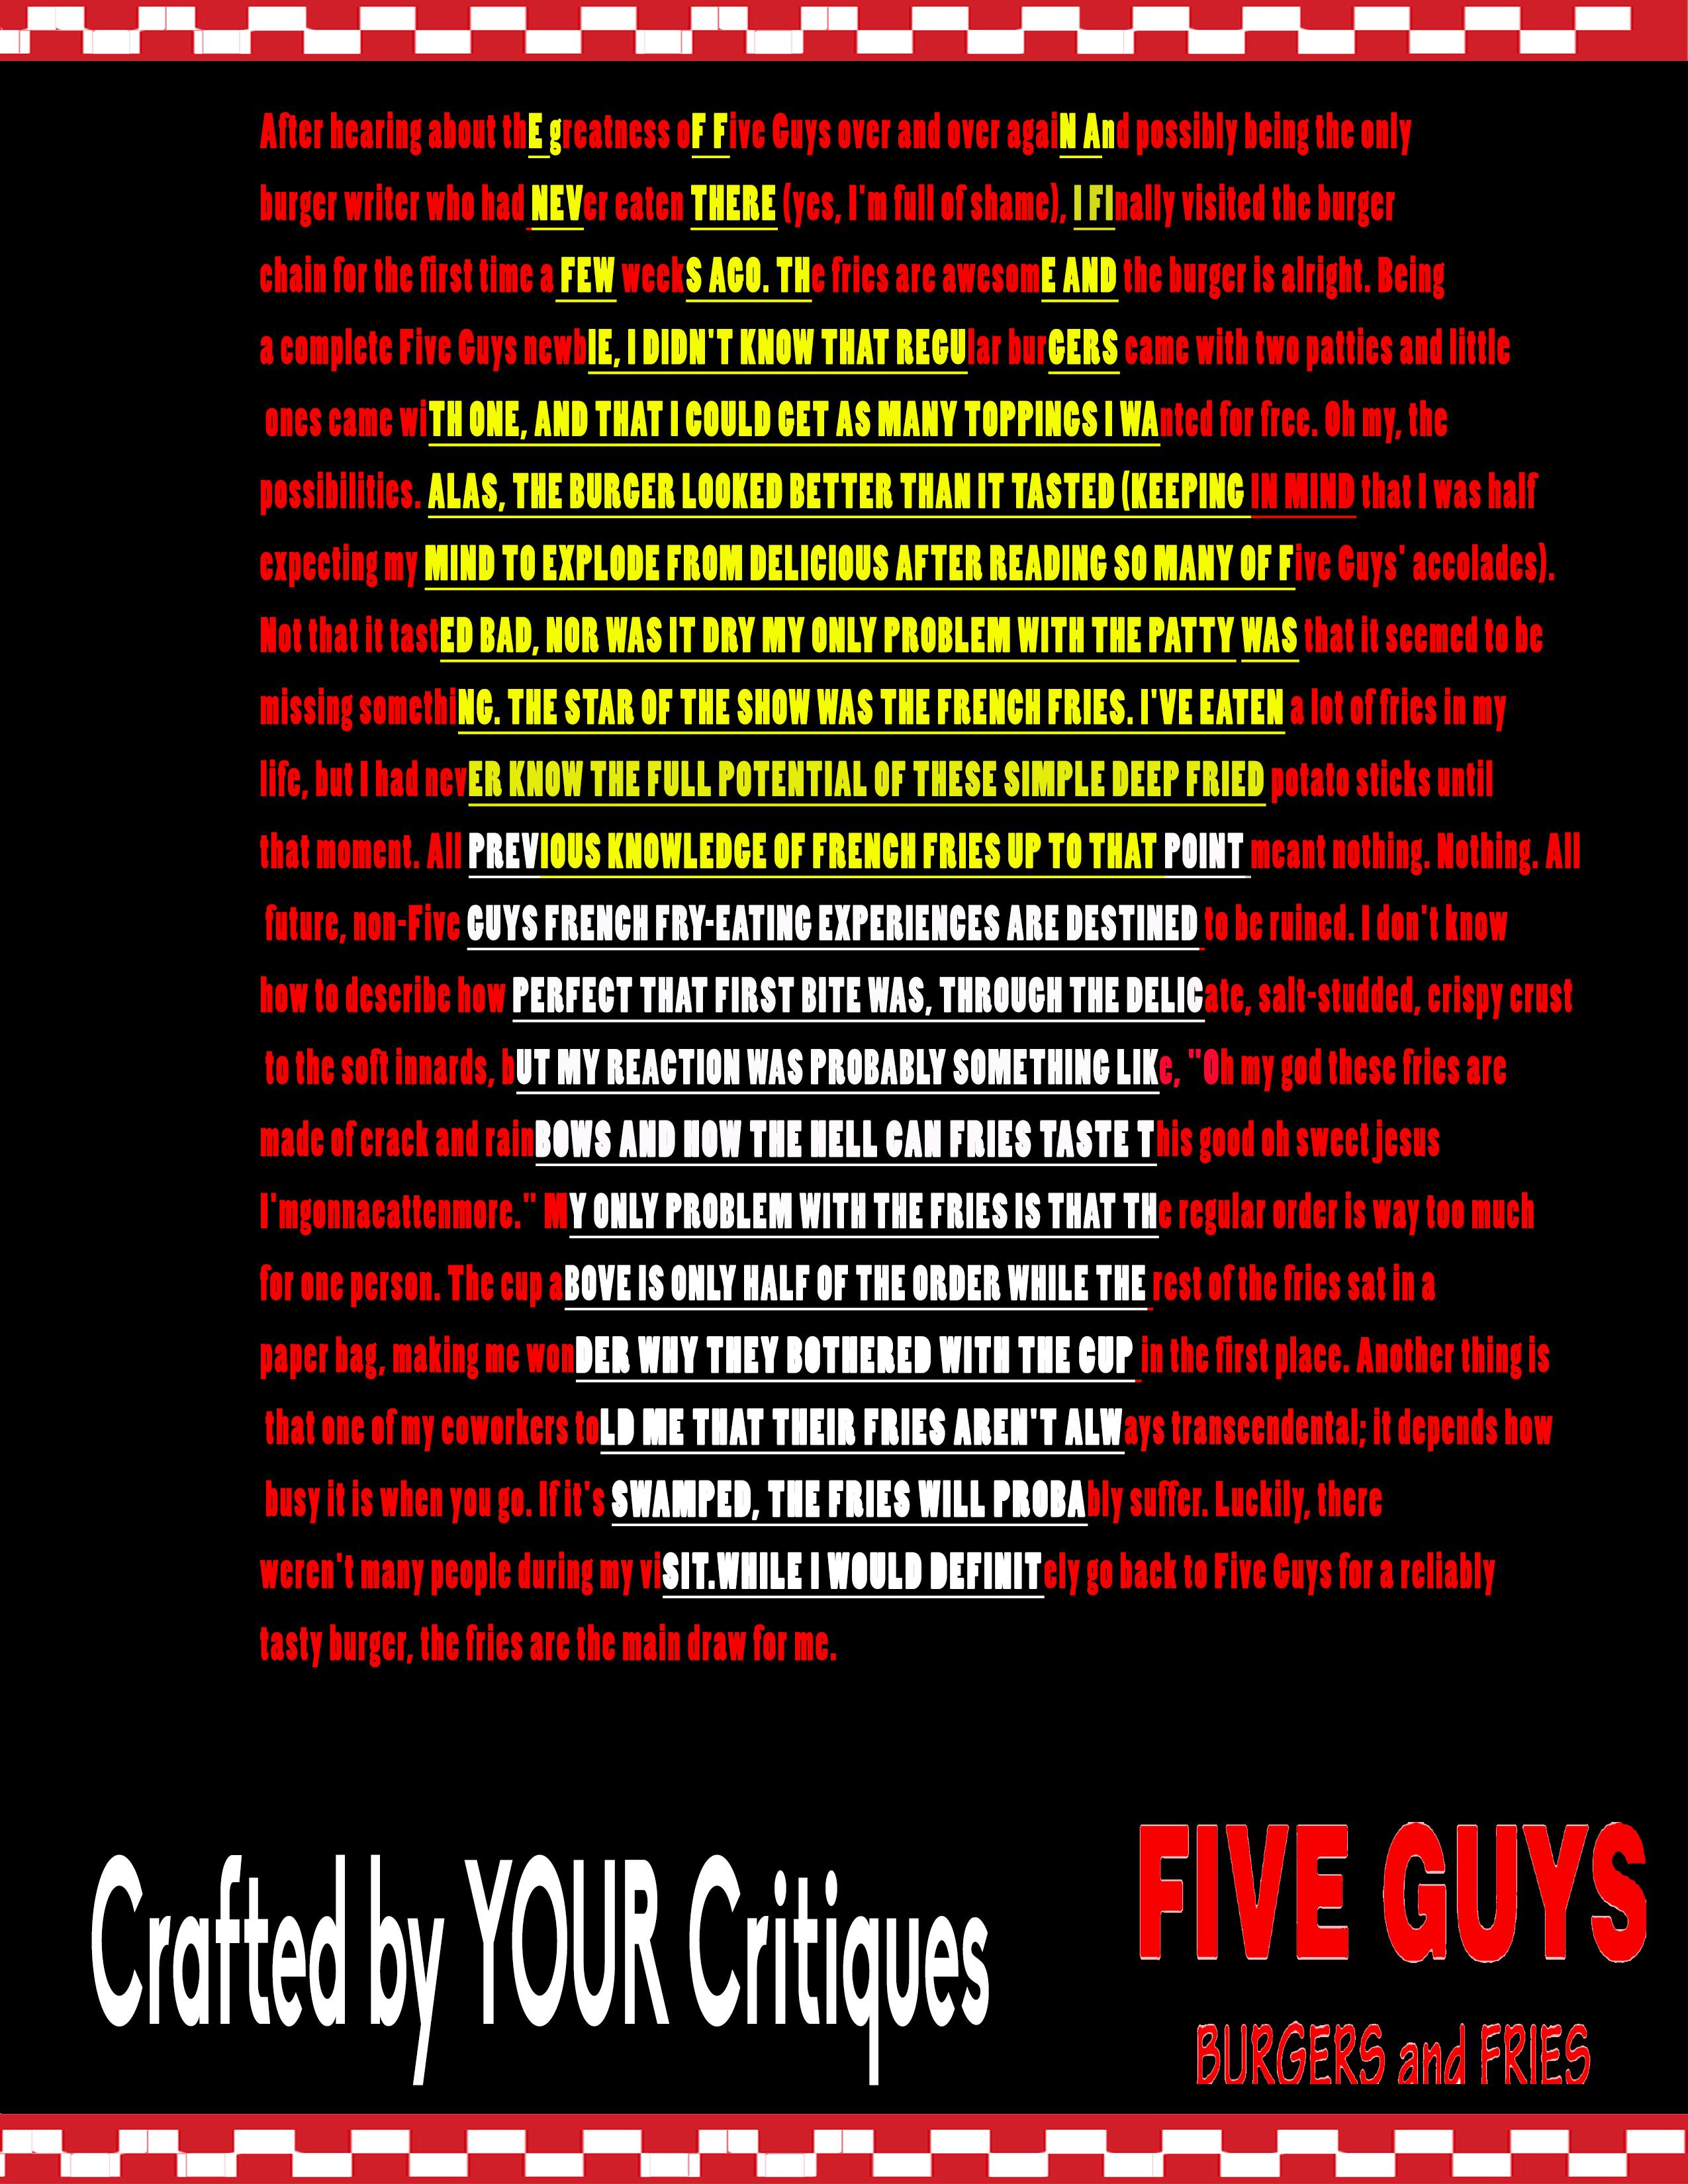 After hearing about thE greatness oF Five Guys over and over agaiN And possibly being the only
burger writer who had NEVer eaten THERE (yes, I'm full of shame), I FInally visited the burger
chain for the first time a FEW weekS AGO. THe fries are awesomE AND the burger is alright. Being
a complete Five Guys newbIE, I DIDN'T KNOW THAT REGUlar burGERS came with two patties and little
ones came wiTH ONE, AND THAT I COULD GET AS MANY TOPPINGS I WAnted for free. Oh my, the
possibilities. ALAS, THE BURGER LOOKED BETTER THAN IT TASTED (KEEPING IN MIND that I was half
expecting my MIND TO EXPLODE FROM DELICIOUS AFTER READING SO MANY OF Five Guys' accolades).
Not that it tastED BAD, NOR WAS IT DRY MY ONLY PROBLEM WITH THE PATTY WAS that it seemed to be
missing somethiNG. THE STAR OF THE SHOW WAS THE FRENCH FRIES. I'VE EATEN a lot of fries in my
life, but I had nevER KNOW THE FULL POTENTIAL OF THESE SIMPLE DEEP FRIED potato sticks until
that moment. All PREVIOUS KNOWLEDGE OF FRENCH FRIES UP TO THAT POINT meant nothing. Nothing. All
future, non-Five GUYS FRENCH FRY-EATING EXPERIENCES ARE DESTINED to be ruined. I don't know
how to describe how PERFECT THAT FIRST BITE WAS, THROUGH THE DELICate, salt-studded, crispy crust
to the soft innards, bUT MY REACTION WAS PROBABLY SOMETHING LIKe, "Oh my god these fries are
made of crack and rainBOWS AND HOW THE HELL CAN FRIES TASTE This good oh sweet jesus
I'mgonnaeattenmore." MY ONLY PROBLEM WITH THE FRIES IS THAT THe regular order is way too much
for one person. The cup aBOVE IS ONLY HALF OF THE ORDER WHILE THE rest of the fries sat in a
paper bag, making me wonDER WHY THEY BOTHERED WITH THE CUP in the first place. Another thing is
that one of my coworkers toLD ME THAT THEIR FRIES AREN'T ALWays transcendental; it depends how
busy it is when you go. If it's SWAMPED, THE FRIES WILL PROBAbly suffer. Luckily, there
weren't many people during my viSIT.WHILE I WOULD DEFINITely go back to Five Guys for a reliably
tasty burger, the fries are the main draw for me.
Crafted by YOUR Critiques
FIVE GUYS
BURGERS and FRIES